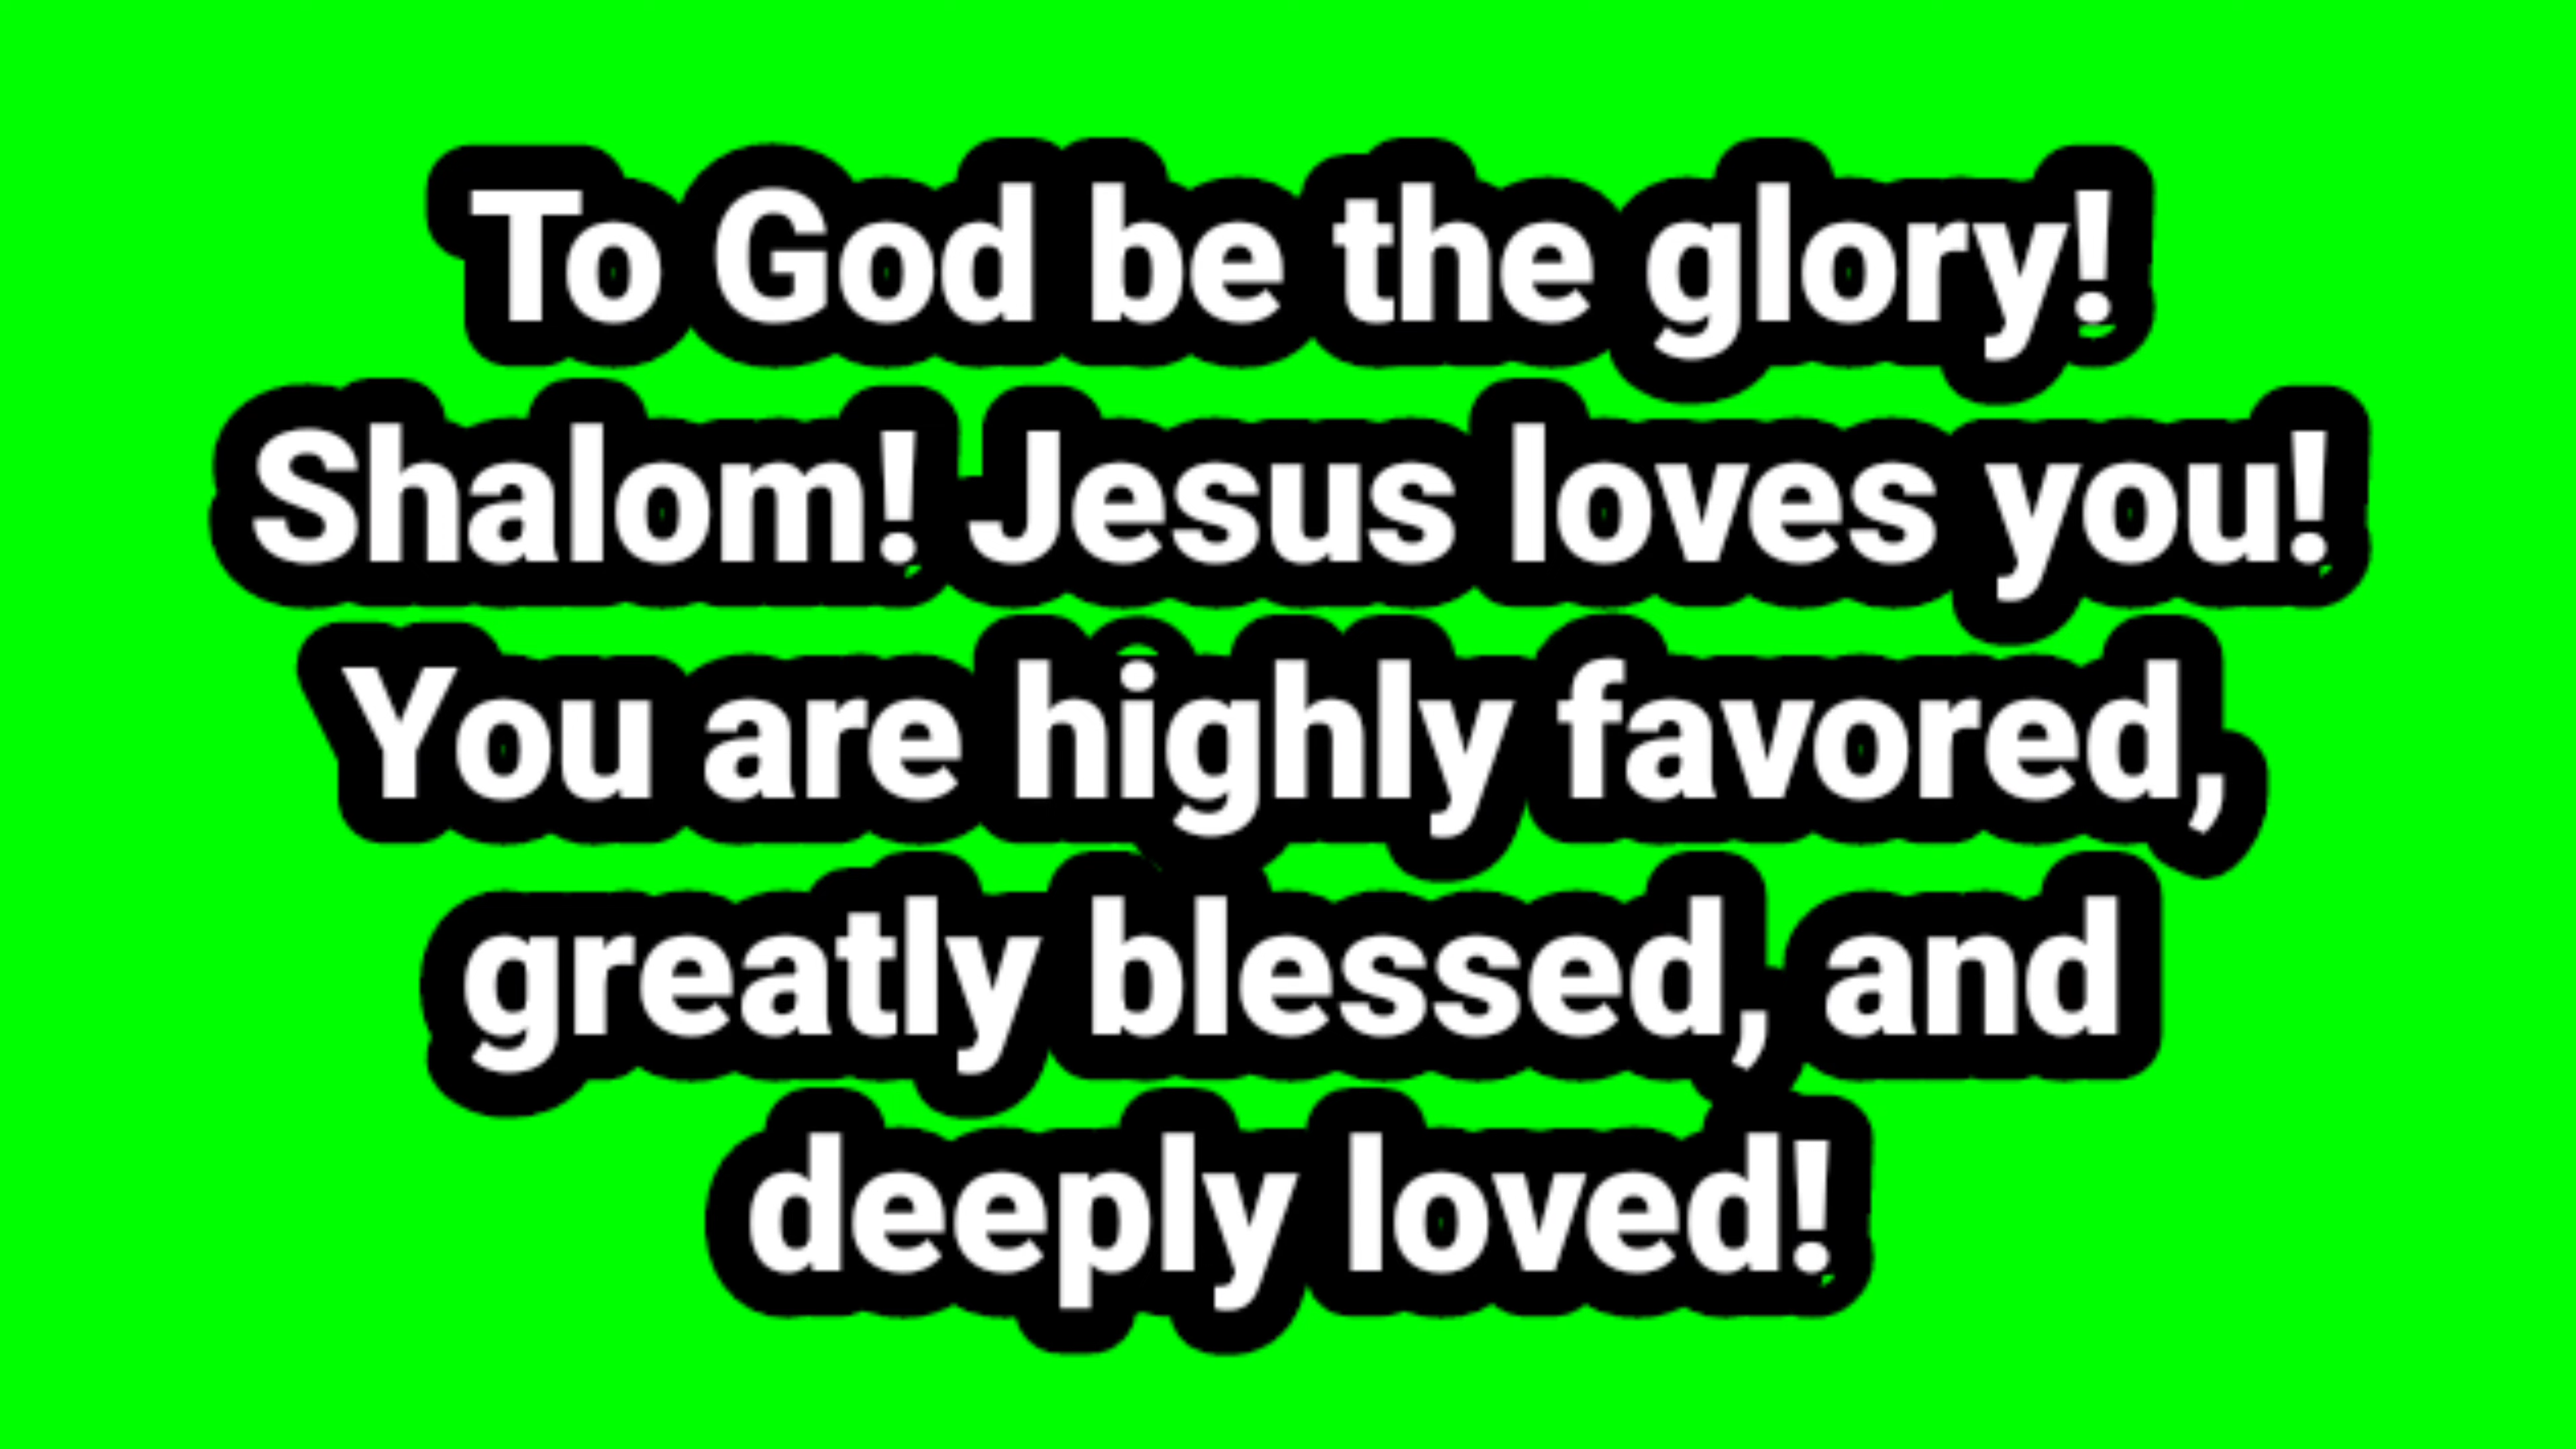 To God be the glory!
Shalom! Jesus loves you!
You are highly favored,
greatly blessed, and
deeply loved!